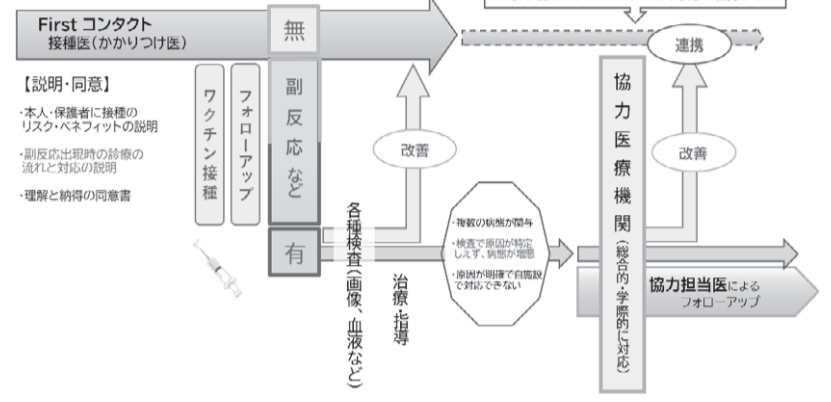 First コンタクト
接種医(かかりつけ医)
【説明・同意】
・本人・保護者に接種の
リスク・ベネフィットの説明
・副反応出現時の診療の
流れと対応の説明
・理解と納得の同意書
ワクチン接種
フォローアップ
無
副反応など
有
各種検査(画像、血液など)
治療・指導
改善
・複数の病態が関与
・検査で原因が特定
しえず、病態が増悪
・原因が明確で自施設
で対応できない
協力医療機関(総合的・学際的に対応)
連携
改善
協力担当医による
フォローアップ